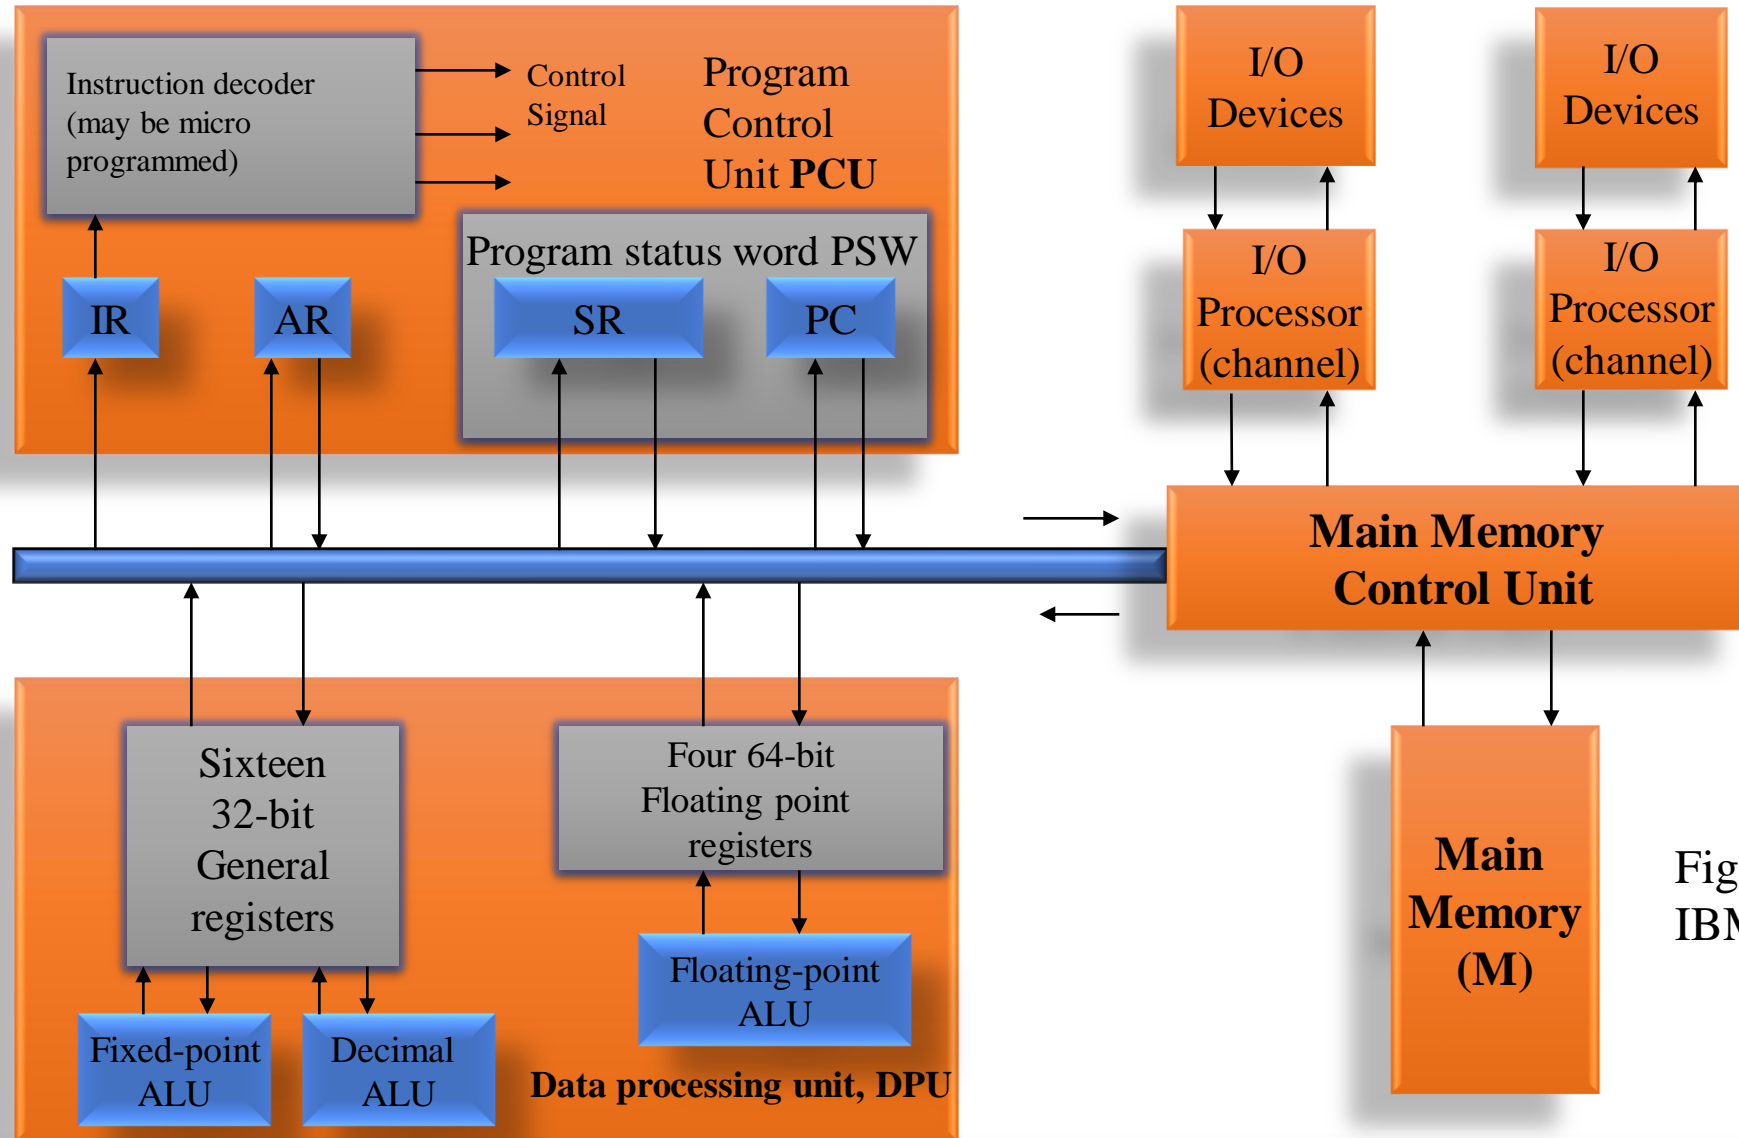 Instruction decoder
(may be micro
programmed)
Control
Signal
Program
Control
Unit PCU
Program status word PSW
IR
AR
SR
PC
I/O
Devices
I/O
Devices
I/O
Processor
(channel)
I/O
Processor
(channel)
Main Memory
Control Unit
Sixteen
32-bit
General
registers
Four 64-bit
Floating point
registers
Fixed-point
ALU
Decimal
ALU
Floating-point
ALU
Data processing unit, DPU
Main
Memory
(M)
Fig